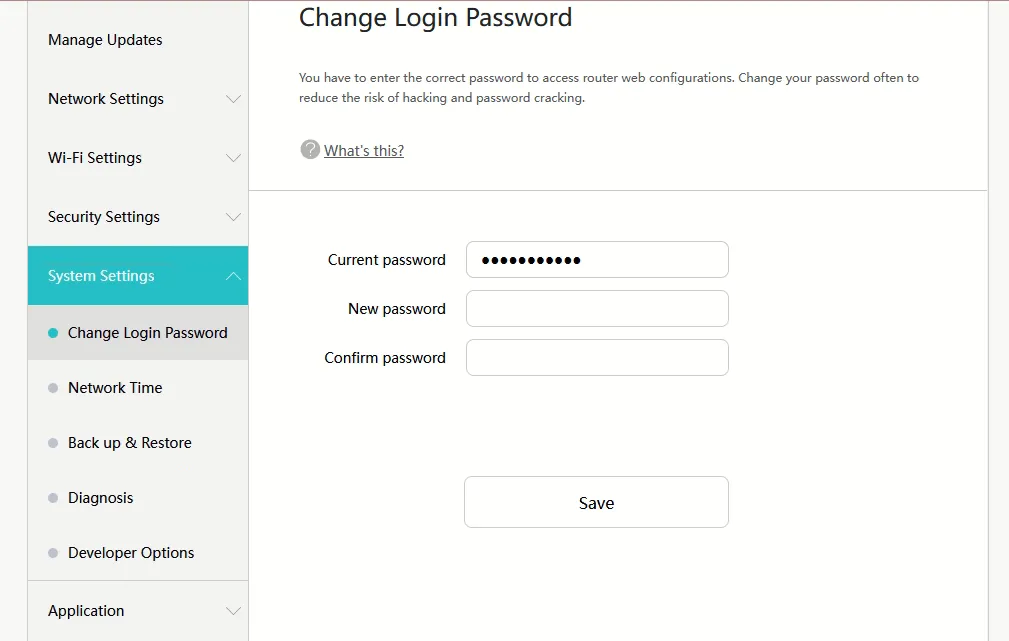 Change Login Password
Manage Updates
You have to enter the correct password to access router web configurations. Change your password often to
reduce the risk of hacking and password cracking.
Network Settings
Wi-Fi Settings
? What's this?
Security Settings
System Settings
Change Login Password
Network Time
Back up & Restore
Diagnosis
Developer Options
Application
Current password ●●●●●●●●●●●
New password
Confirm password
Save